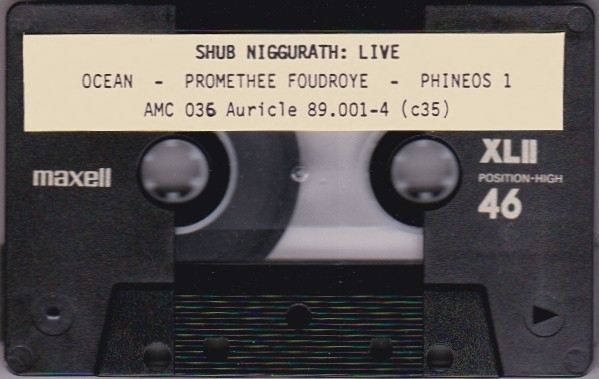 SHUB NIGGURATH: LIVE
OCEAN - PROMETHEE FOUDROYE - PHINEOS 1
AMC 036 Auricle 89.001-4 (c35)
maxell
XLII
POSITION-HIGH
46